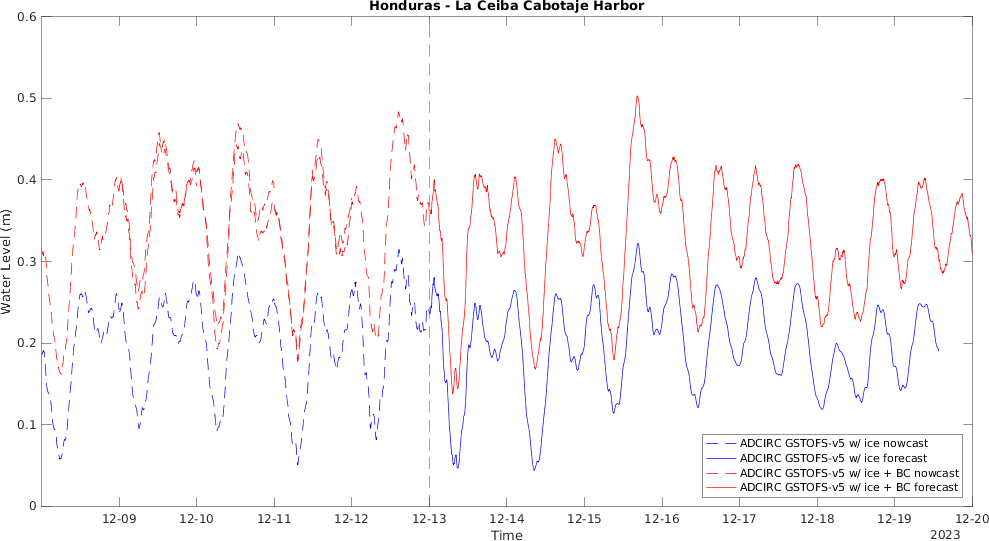 Honduras - La Ceiba Cabotaje Harbor
0.6
0.5
0.4
0.3
0.2
0.1
0
Water Level (m)
12-09
12-10
12-11
12-12
12-13
12-14
12-15
12-16
12-17
12-18
12-19
12-20
Time
2023
ADCIRC GSTOFS-v5 w/ ice nowcast
ADCIRC GSTOFS-v5 w/ ice forecast
ADCIRC GSTOFS-v5 w/ ice + BC nowcast
ADCIRC GSTOFS-v5 w/ ice + BC forecast